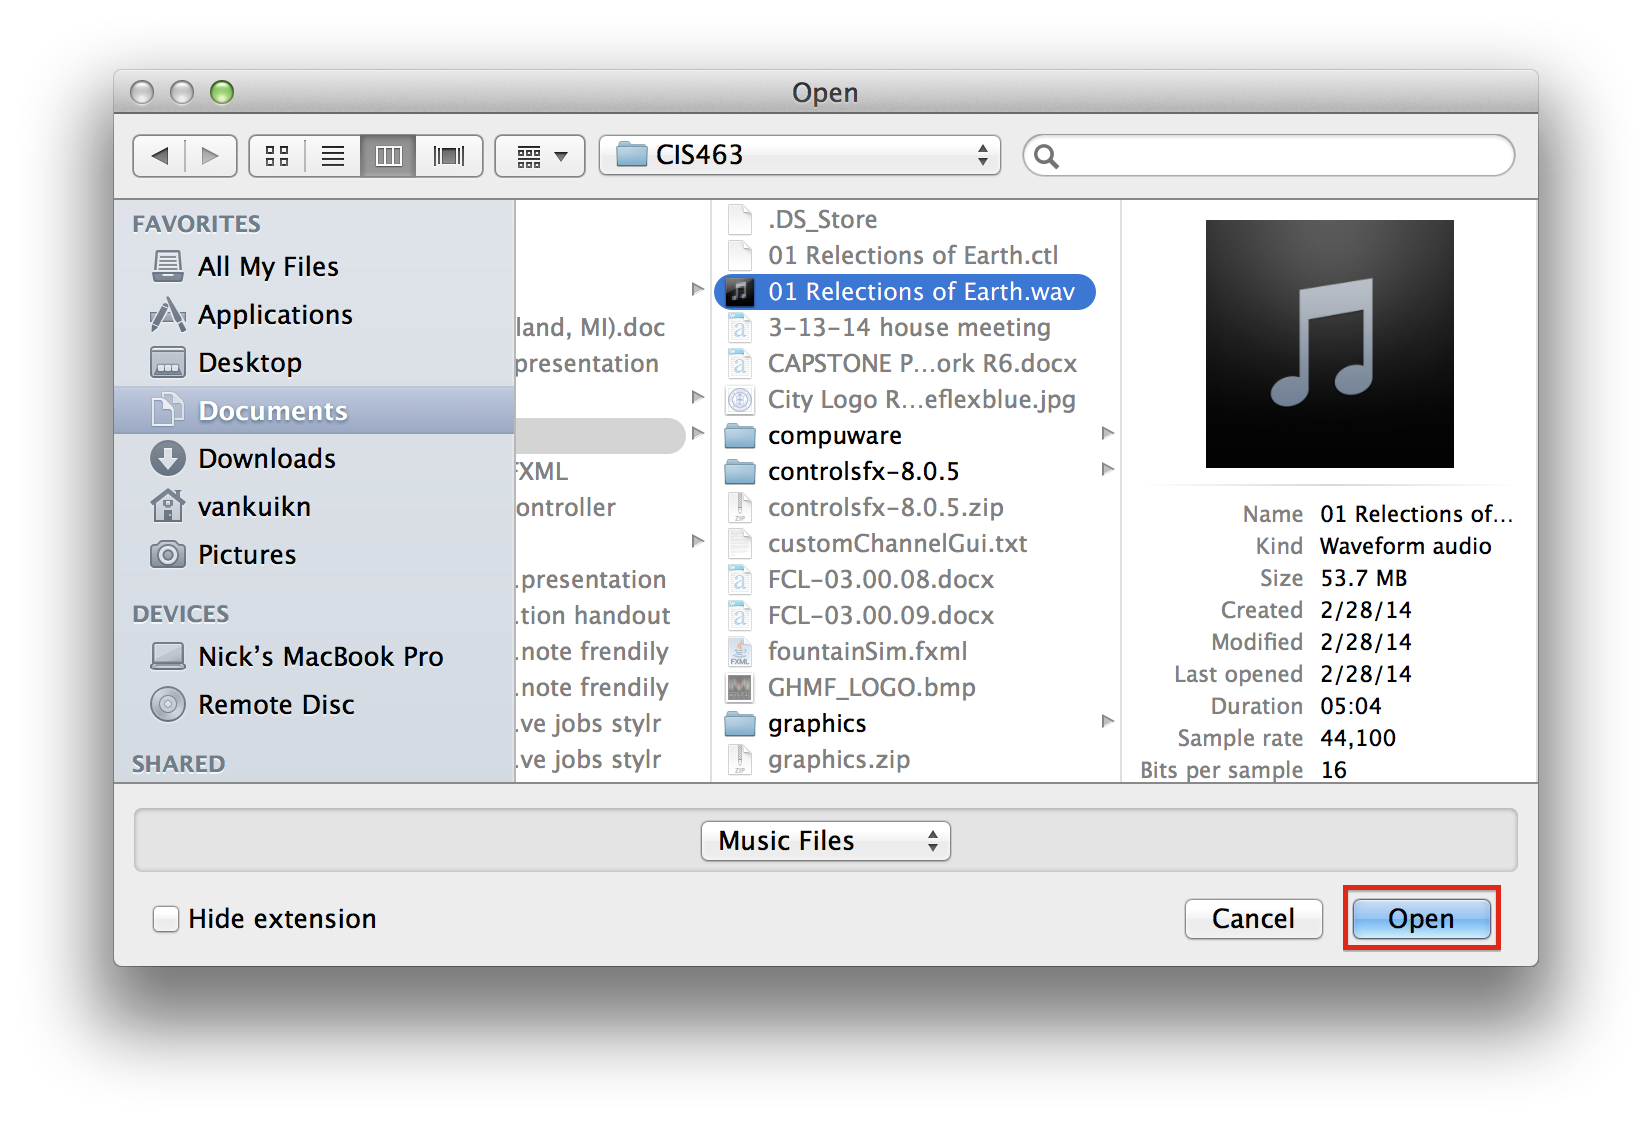 Open
CIS463
FAVORITES
All My Files
Applications
Desktop
Documents
Downloads
vankuikn
Pictures
DEVICES
Nick's MacBook Pro
Remote Disc
SHARED
land, MI).doc
presentation
FXML
ontroller
.presentation
.tion handout
.note frendily
.note frendily
.ve jobs stylr
.ve jobs stylr
.DS_Store
01 Relections of Earth.ctl
01 Relections of Earth.wav
3-13-14 house meeting
CAPSTONE P...ork R6.docx
City Logo R...eflexblue.jpg
compuware
controlsfx-8.0.5
controlsfx-8.0.5.zip
customChannelGui.txt
FCL-03.00.08.docx
FCL-03.00.09.docx
fountainSim.fxml
GHMF_LOGO.bmp
graphics
graphics.zip
Name 01 Relections of...
Kind Waveform audio
Size 53.7 MB
Created 2/28/14
Modified 2/28/14
Last opened 2/28/14
Duration 05:04
Sample rate 44,100
Bits per sample 16
Music Files
Hide extension
Cancel
Open